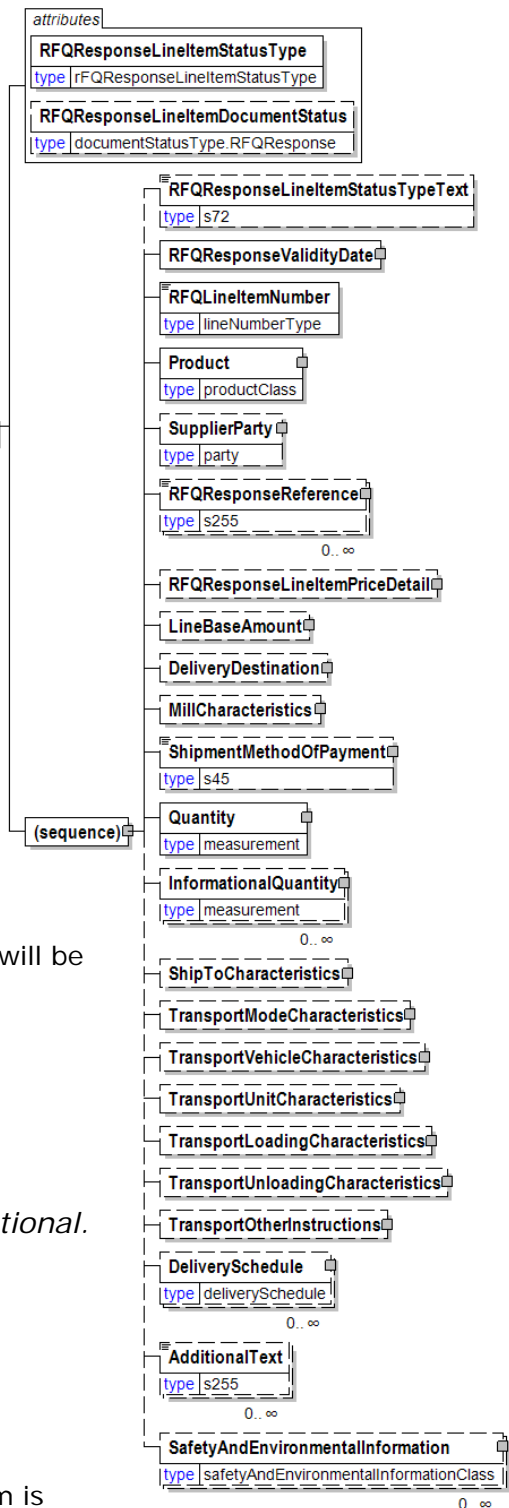 attributes
RFQResponseLineItemStatusType
type rFQResponseLineItemStatusType
RFQResponseLineItemDocumentStatus
type documentStatusType.RFQResponse
RFQResponseLineItemStatusTypeText
type s72
RFQResponseValidityDate
RFQLineItemNumber
type lineNumberType
Product
type productClass
SupplierParty
type party
RFQResponseReference
type s255
0.. ∞
RFQResponseLineItemPriceDetail
LineBaseAmount
DeliveryDestination
MillCharacteristics
ShipmentMethodOfPayment
type s45
(sequence)
Quantity
type measurement
InformationalQuantity
type measurement
0.. ∞
will be
ShipToCharacteristics
TransportModeCharacteristics
TransportVehicleCharacteristics
TransportUnitCharacteristics
TransportLoadingCharacteristics
TransportUnloadingCharacteristics
tional.
TransportOtherInstructions
DeliverySchedule
type deliverySchedule
0.. ∞
AdditionalText
type s255
0.. ∞
SafetyAndEnvironmentalInformation
type safetyAndEnvironmentalInformationClass
0.. ∞
n is